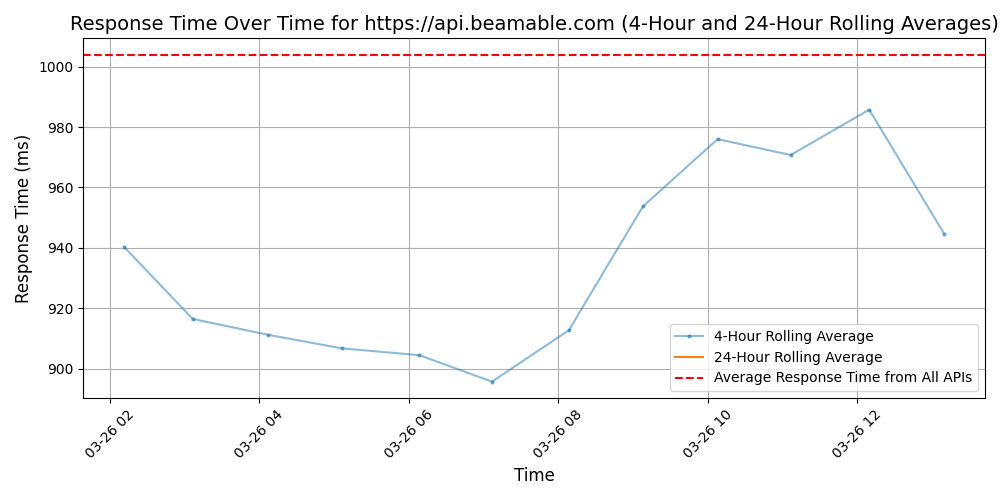 Response Time Over Time for https://api.beamable.com (4-Hour and 24-Hour Rolling Averages)
Response Time (ms)
1000
980
960
940
920
900
4-Hour Rolling Average
24-Hour Rolling Average
Average Response Time from All APIs
03-26 02
03-26 04
03-26 06
03-26 08
03-26 10
03-26 12
Time